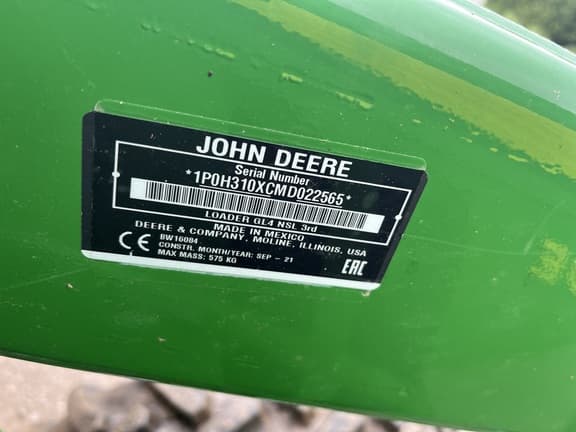 JOHN DEERE
Serial Number
*1P0H310XCMD022565*
LOADER GL4 NSL 3rd
MADE IN MEXICO
DEERE & COMPANY, MOLINE, ILLINOIS, USA
BW16084
CONSTR. MONTH/YEAR: SEP - 21
MAX MASS: 575 KG
CE
EAC